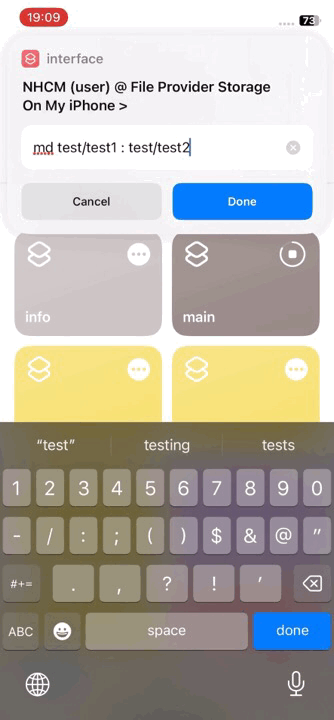 19:09
73
interface
NHCM (user) @ File Provider Storage
On My iPhone >
md test/test1 : test/test2
Cancel
Done
info
main
“test”
testing
tests
1 2 3 4 5 6 7 8 9 0
- / : ; ( ) $ & @ "
#+= . , ? ! '
ABC
space
done